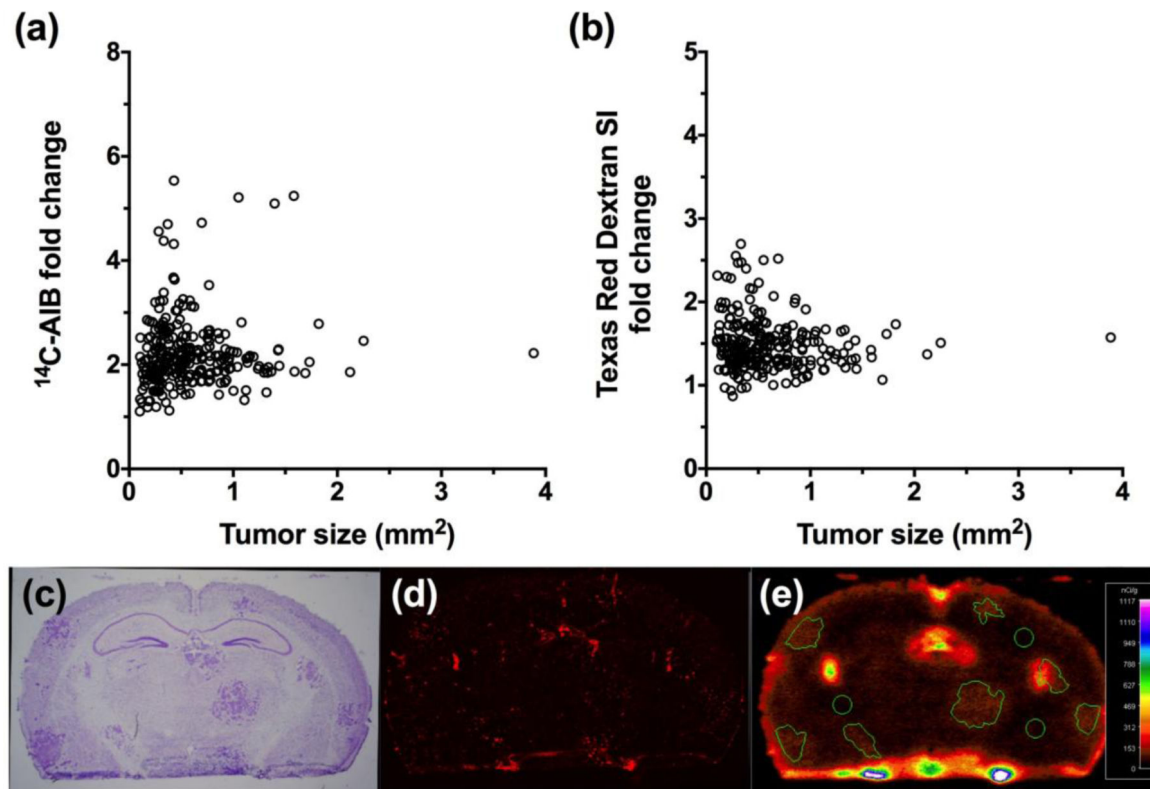 (a)
8
6
4
2
0
¹⁴C-AIB fold change
0 1 2 3 4
Tumor size (mm²)
(b)
5
4
3
2
1
0
Texas Red Dextran SI
fold change
0 1 2 3 4
Tumor size (mm²)
(c)
(d)
(e)
nCi/g
1117
1110
949
788
627
469
312
153
0